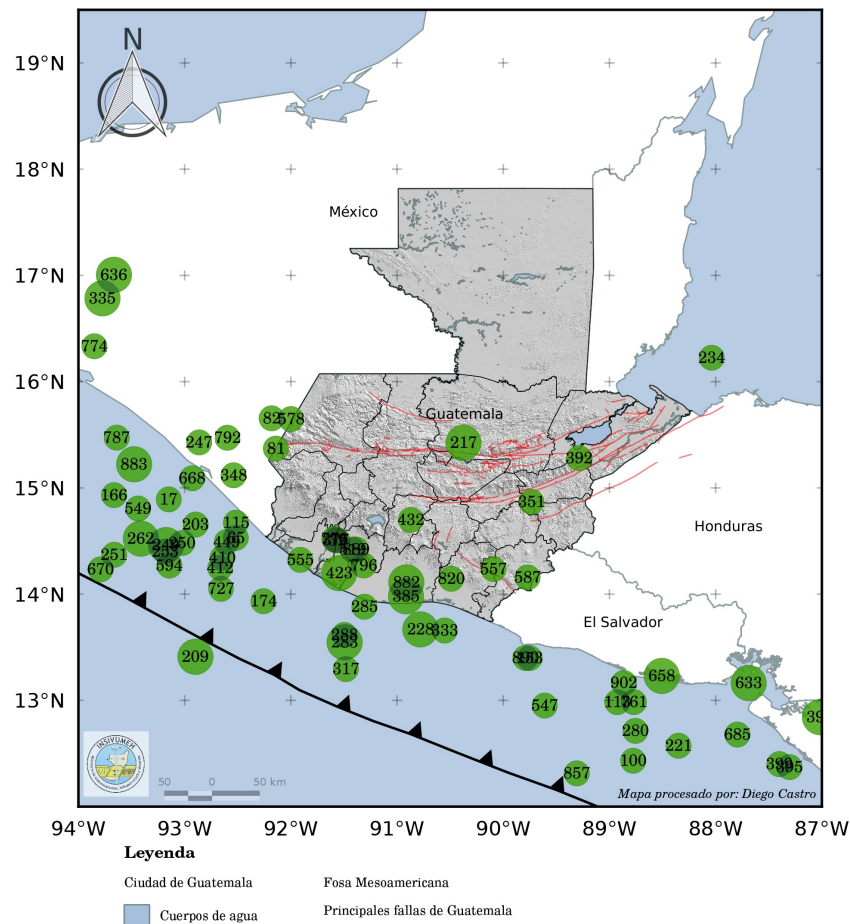 N
19°N
18°N
México
17°N
636
335
774
16°N
234
82
578
Guatemala
787
247
792
81
217
883
392
668
348
15°N
166
17
549
351
203
115
432
Honduras
262
250
65
251
594
410
412
555
796
670
423
882
820
557
587
14°N
727
174
285
385
El Salvador
228
333
209
288
283
317
13°N
902
658
633
117
547
280
221
685
100
857
395
INSIVUMEH
50 0 50 km
Mapa procesado por: Diego Castro
94°W 93°W 92°W 91°W 90°W 89°W 88°W 87°W
Leyenda
Ciudad de Guatemala
Fosa Mesoamericana
Cuerpos de agua
Principales fallas de Guatemala